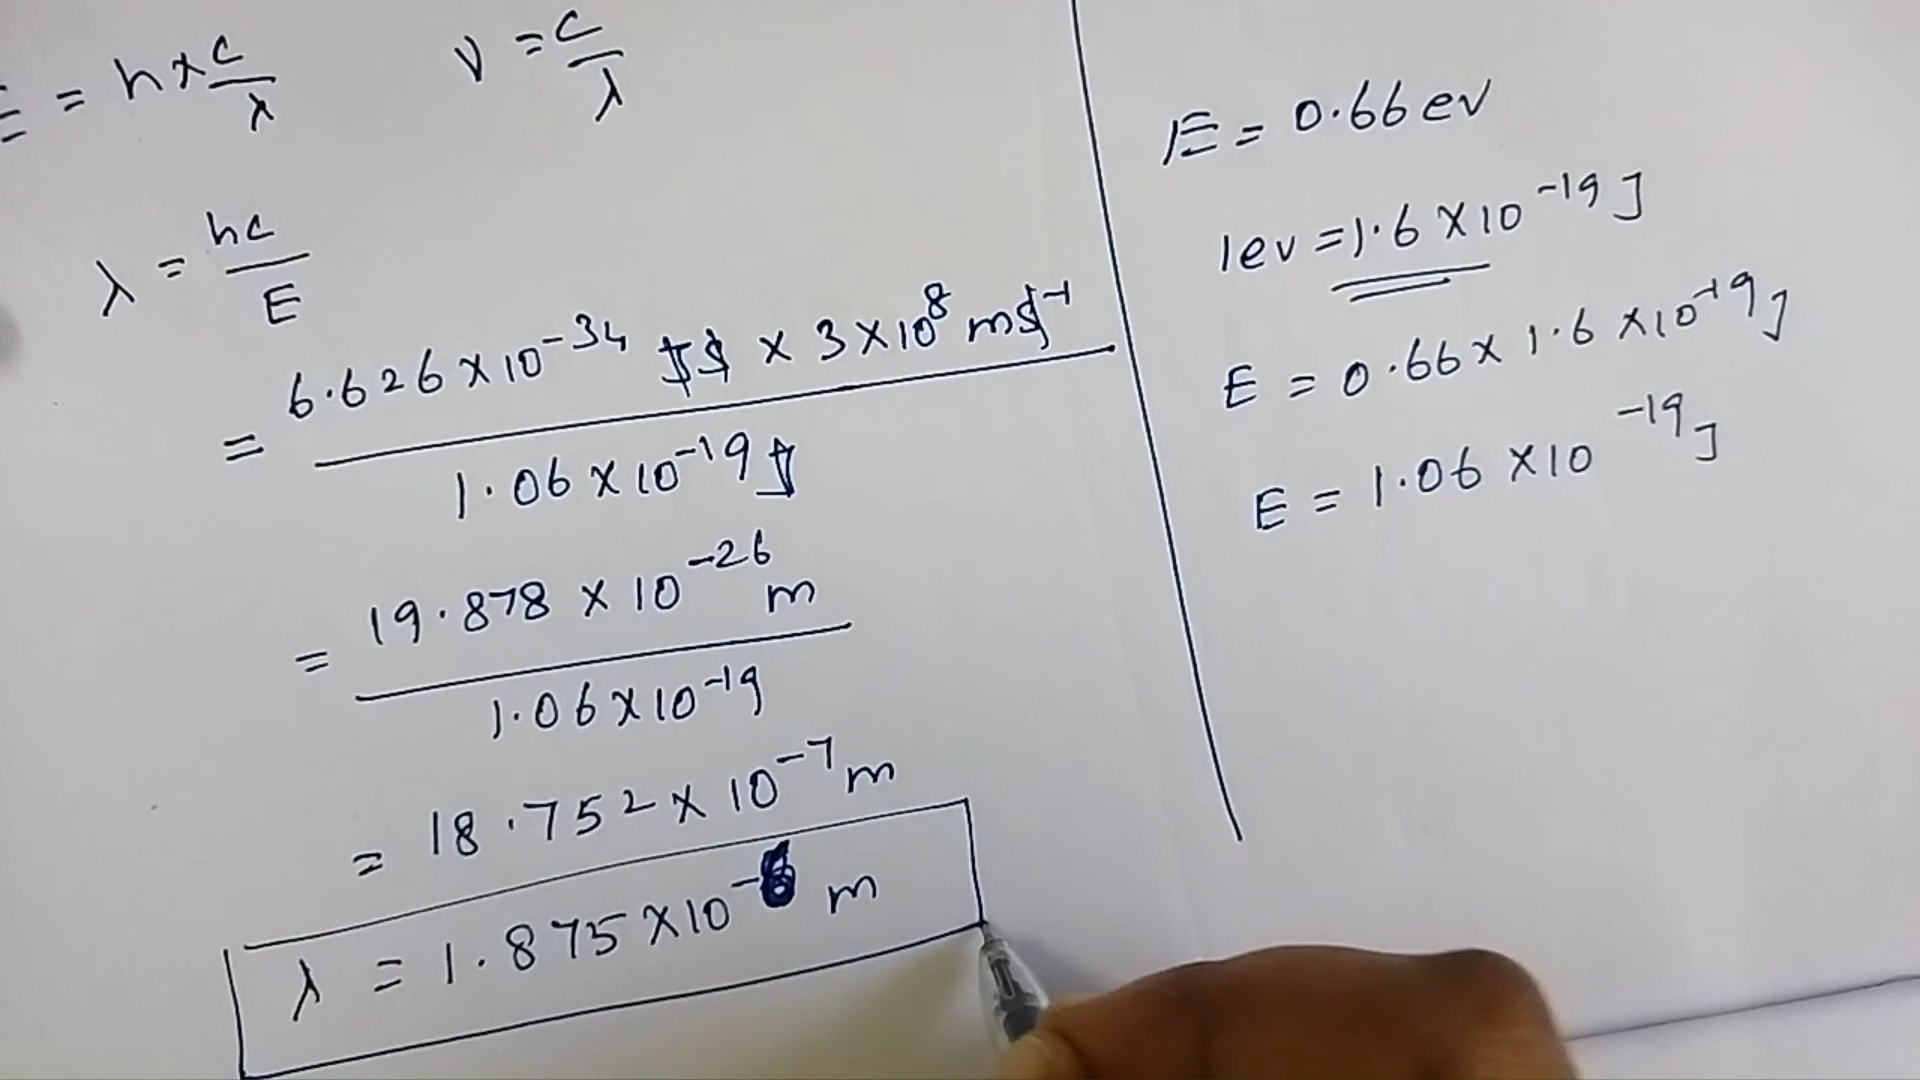 E = h × c/λ    ν = c/λ
λ = hc/E
= 6.626 × 10⁻³⁴ Js × 3 × 10⁸ ms⁻¹
1.06 × 10⁻¹⁹ J
= 19.878 × 10⁻²⁶ m
1.06 × 10⁻¹⁹
= 18.752 × 10⁻⁷ m
λ = 1.875 × 10⁻⁶ m
E = 0.66 ev
1ev = 1.6 × 10⁻¹⁹ J
E = 0.66 × 1.6 × 10⁻¹⁹ J
E = 1.06 × 10⁻¹⁹ J